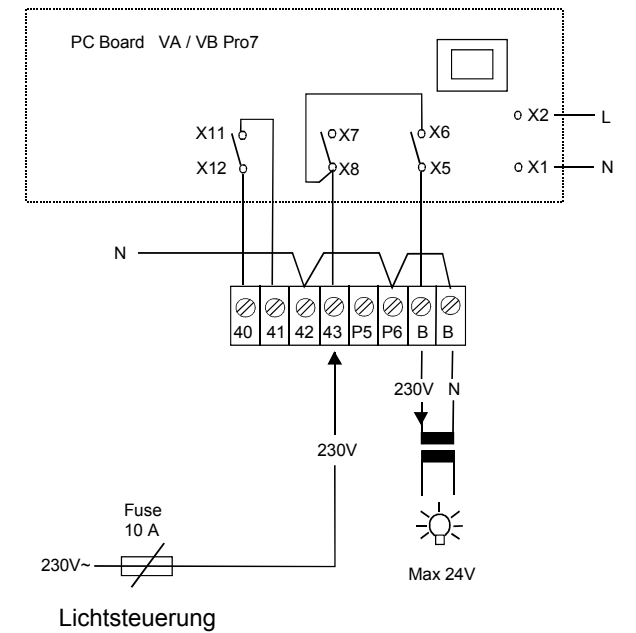 PC Board VA / VB Pro7
X2 L
X11 X7 X6
X12 X8 X5 X1 N
N
40 41 42 43 P5 P6 B B
230V N
230V
Fuse
10 A
230V~
Max 24V
Lichtsteuerung